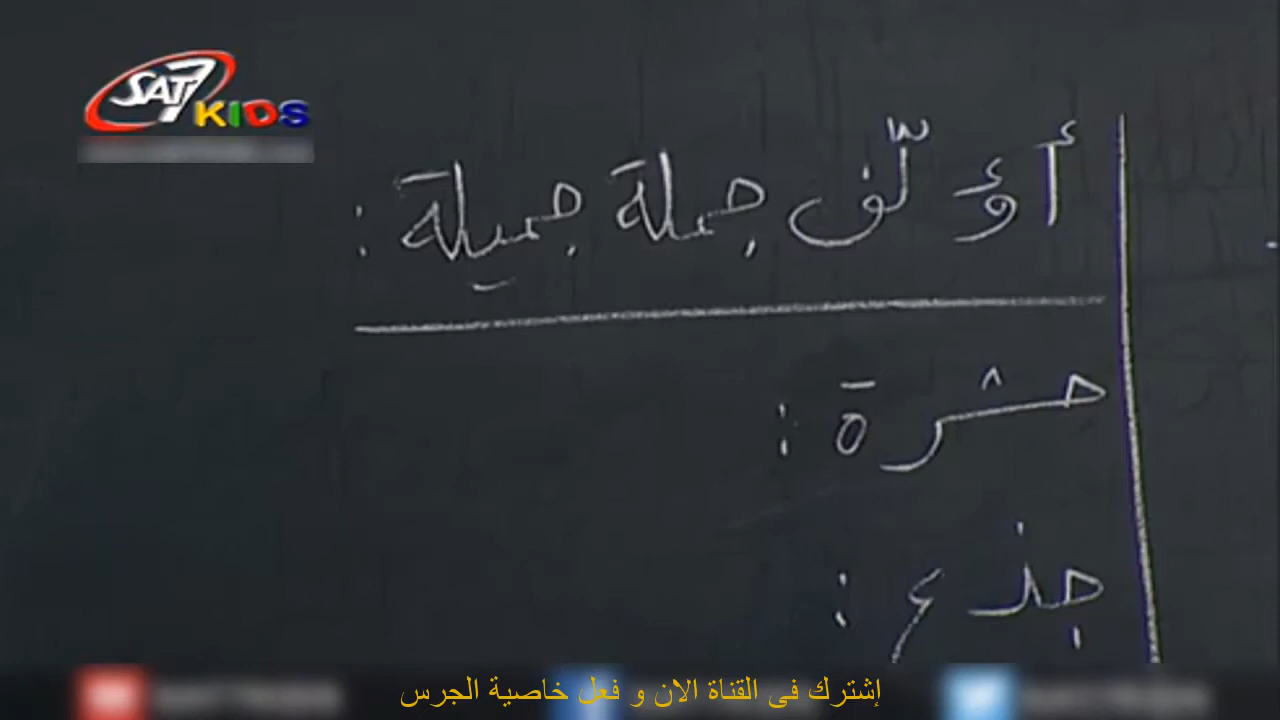 SAT7
KIDS
أؤلّف جملة جميلة :
حشرة :
جذع :
إشترك فى القناة الان و فعل خاصية الجرس